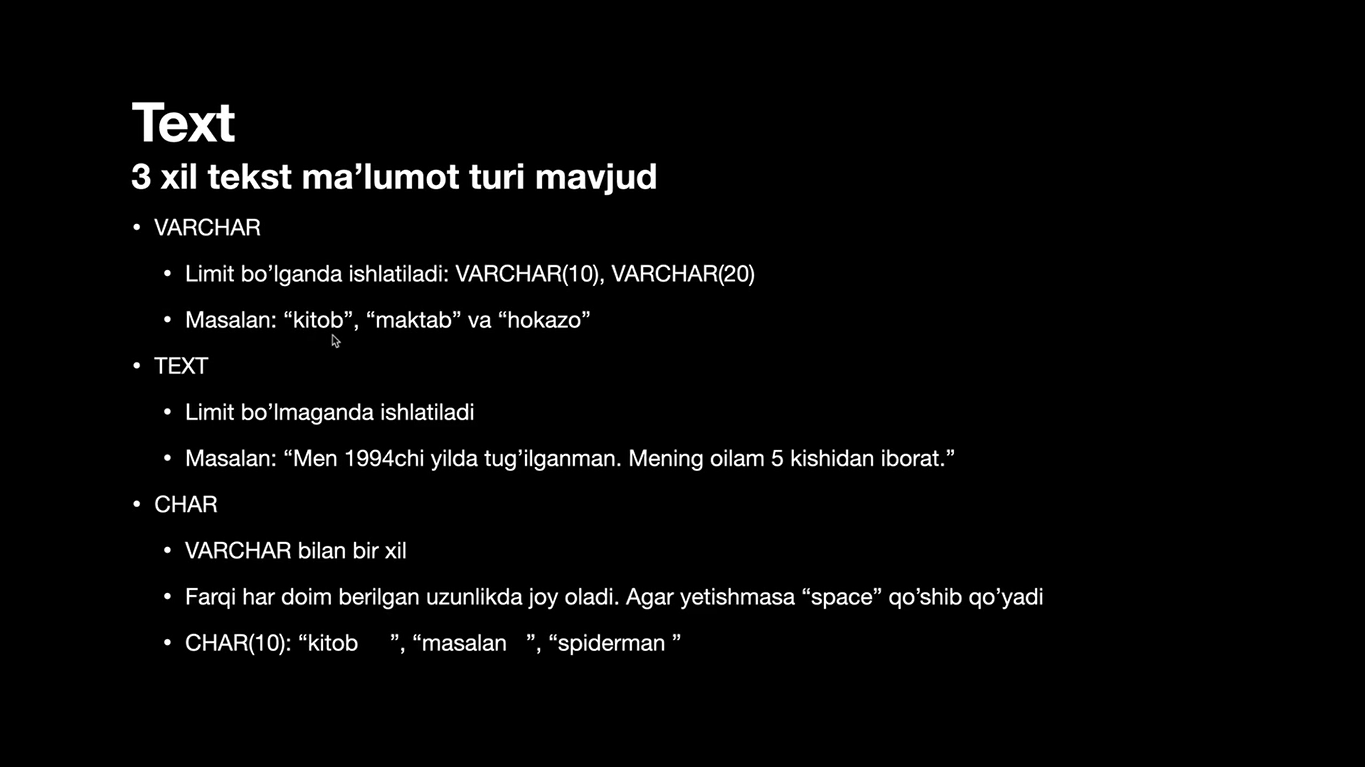 Text
3 xil tekst ma’lumot turi mavjud
• VARCHAR
• Limit bo’lganda ishlatiladi: VARCHAR(10), VARCHAR(20)
• Masalan: “kitob”, “maktab” va “hokazo”
• TEXT
• Limit bo’lmaganda ishlatiladi
• Masalan: “Men 1994chi yilda tug’ilganman. Mening oilam 5 kishidan iborat.”
• CHAR
• VARCHAR bilan bir xil
• Farqi har doim berilgan uzunlikda joy oladi. Agar yetishmasa “space” qo’shib qo’yadi
• CHAR(10): “kitob     ”, “masalan   ”, “spiderman ”